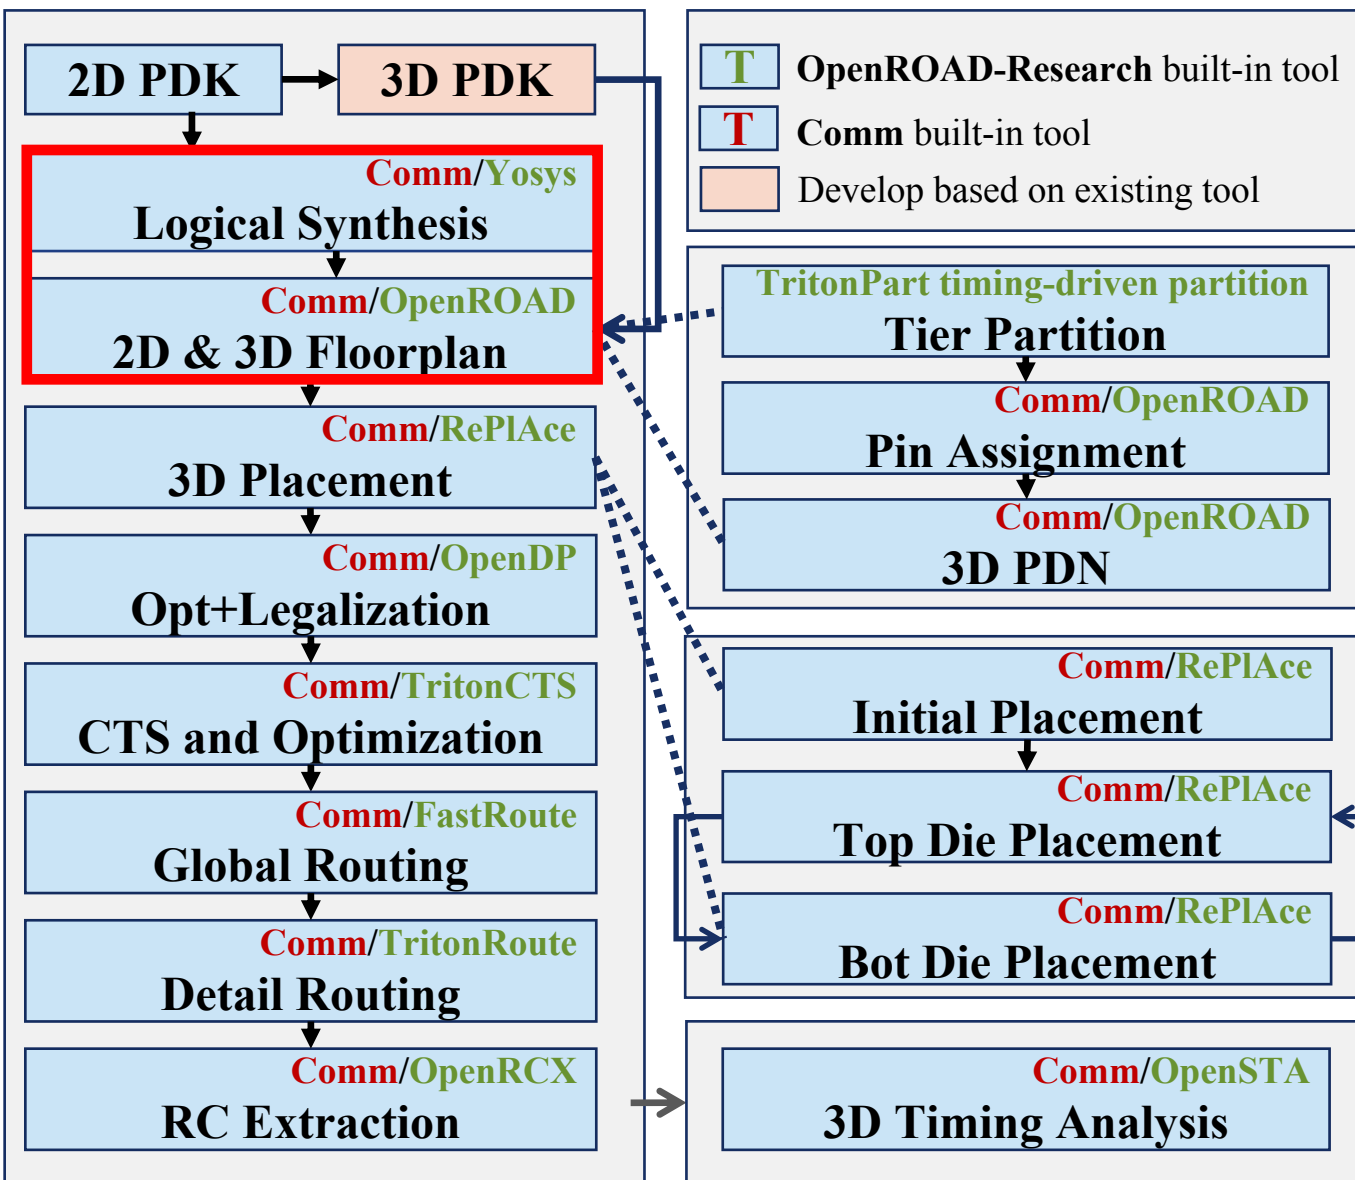 2D PDK
3D PDK
Comm/Yosys
Logical Synthesis
Comm/OpenROAD
2D & 3D Floorplan
Comm/RePlAce
3D Placement
Comm/OpenDP
Opt+Legalization
Comm/TritonCTS
CTS and Optimization
Comm/FastRoute
Global Routing
Comm/TritonRoute
Detail Routing
Comm/OpenRCX
RC Extraction
T OpenROAD-Research built-in tool
T Comm built-in tool
Develop based on existing tool
TritonPart timing-driven partition
Tier Partition
Comm/OpenROAD
Pin Assignment
Comm/OpenROAD
3D PDN
Comm/RePlAce
Initial Placement
Comm/RePlAce
Top Die Placement
Comm/RePlAce
Bot Die Placement
Comm/OpenSTA
3D Timing Analysis